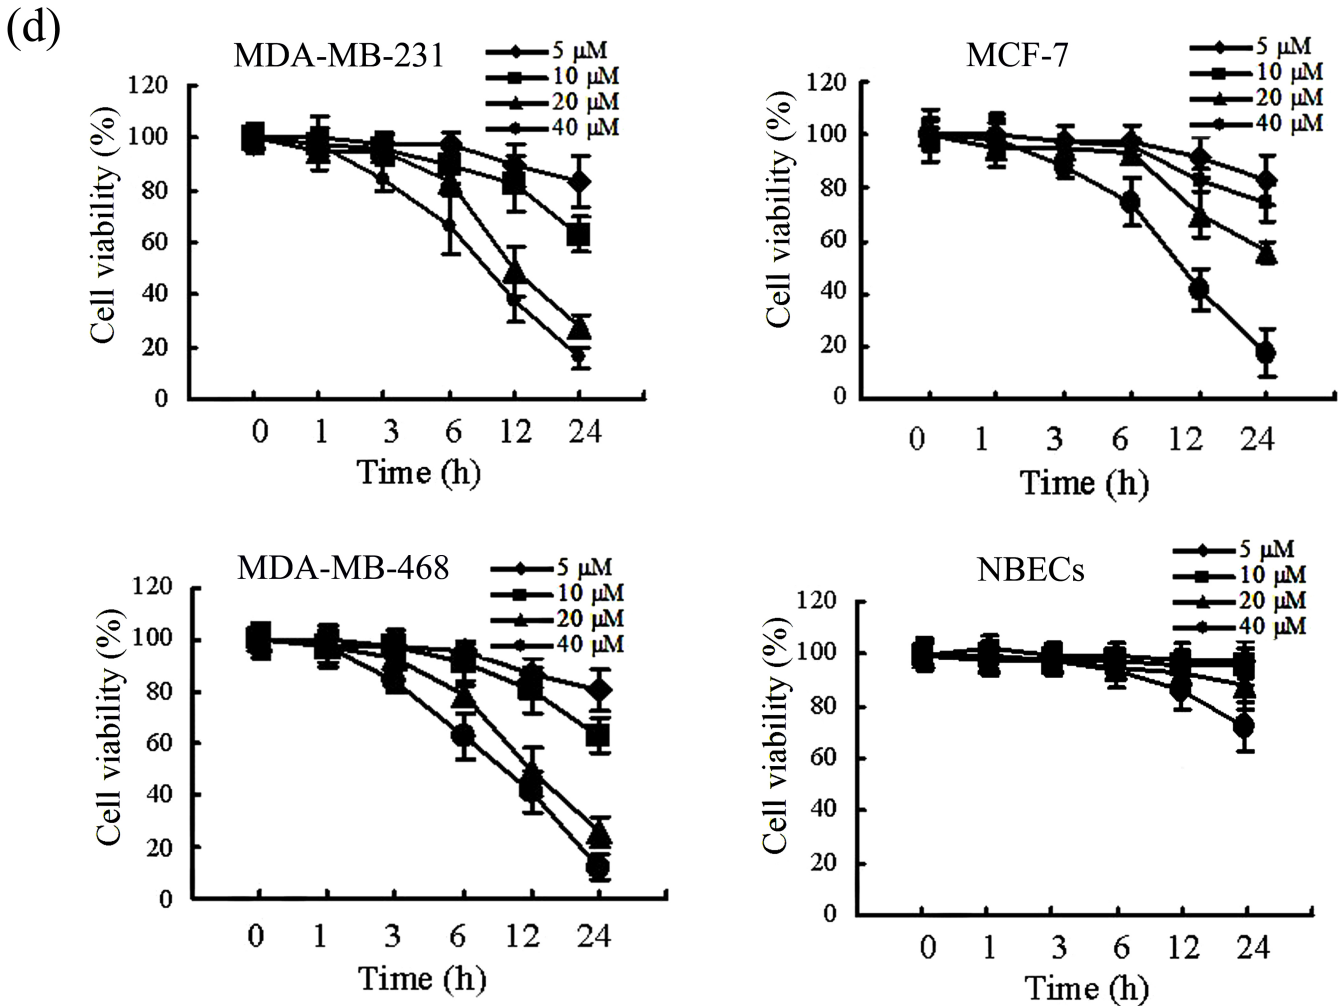 (d)
MDA-MB-231
5 μM
10 μM
20 μM
40 μM
Cell viability (%)
120
100
80
60
40
20
0
0 1 3 6 12 24
Time (h)
MCF-7
5 μM
10 μM
20 μM
40 μM
Cell viability (%)
120
100
80
60
40
20
0
0 1 3 6 12 24
Time (h)
MDA-MB-468
5 μM
10 μM
20 μM
40 μM
Cell viability (%)
120
100
80
60
40
20
0
0 1 3 6 12 24
Time (h)
NBECs
5 μM
10 μM
20 μM
40 μM
Cell viability (%)
120
100
80
60
40
20
0
0 1 3 6 12 24
Time (h)